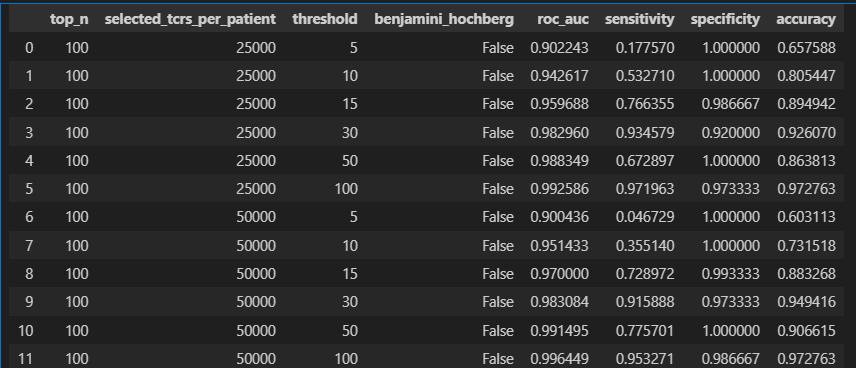 top_n selected_tcrs_per_patient threshold benjamini_hochberg roc_auc sensitivity specificity accuracy
0 100 25000 5 False 0.902243 0.177570 1.000000 0.657588
1 100 25000 10 False 0.942617 0.532710 1.000000 0.805447
2 100 25000 15 False 0.959688 0.766355 0.986667 0.894942
3 100 25000 30 False 0.982960 0.934579 0.920000 0.926070
4 100 25000 50 False 0.988349 0.672897 1.000000 0.863813
5 100 25000 100 False 0.992586 0.971963 0.973333 0.972763
6 100 50000 5 False 0.900436 0.046729 1.000000 0.603113
7 100 50000 10 False 0.951433 0.355140 1.000000 0.731518
8 100 50000 15 False 0.970000 0.728972 0.993333 0.883268
9 100 50000 30 False 0.983084 0.915888 0.973333 0.949416
10 100 50000 50 False 0.991495 0.775701 1.000000 0.906615
11 100 50000 100 False 0.996449 0.953271 0.986667 0.972763